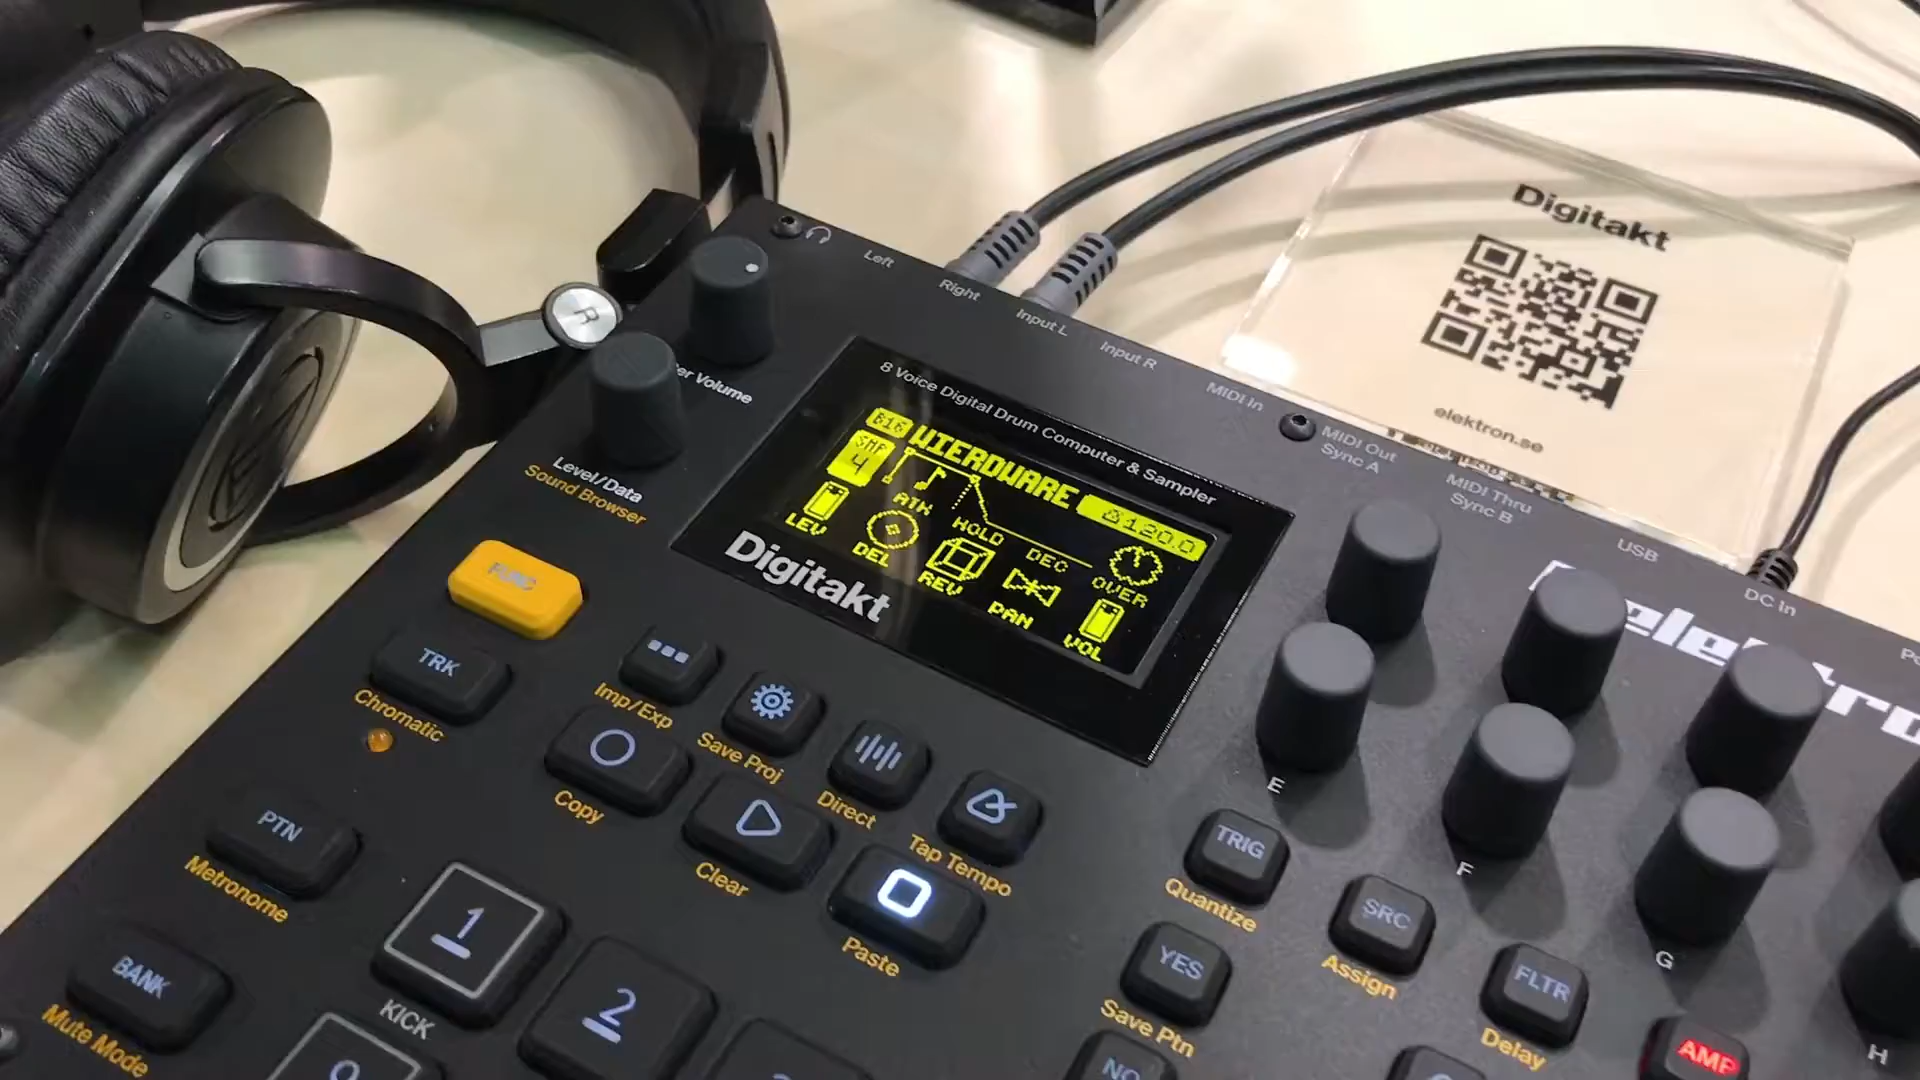 Digitakt
elektron.se
Left
Right
Input L
Input R
MIDI In
MIDI Out
Sync A
MIDI Thru
Sync B
USB
DC In
R
Volume
Level/Data
Sound Browser
8 Voice Digital Drum Computer & Sampler
B16 WIERDWARE 120.0
SMP
4
ATK HOLD DEC OVER
LEV DEL REV PAN VOL
Digitakt
FUNC
TRK
Chromatic
Imp/Exp
Save Proj
Direct
Tap Tempo
Copy
Clear
Paste
PTN
Metronome
BANK
Mute Mode
1
KICK
2
9
E
F
G
H
TRIG
Quantize
SRC
Assign
FLTR
Delay
AMP
YES
Save Ptn
NO